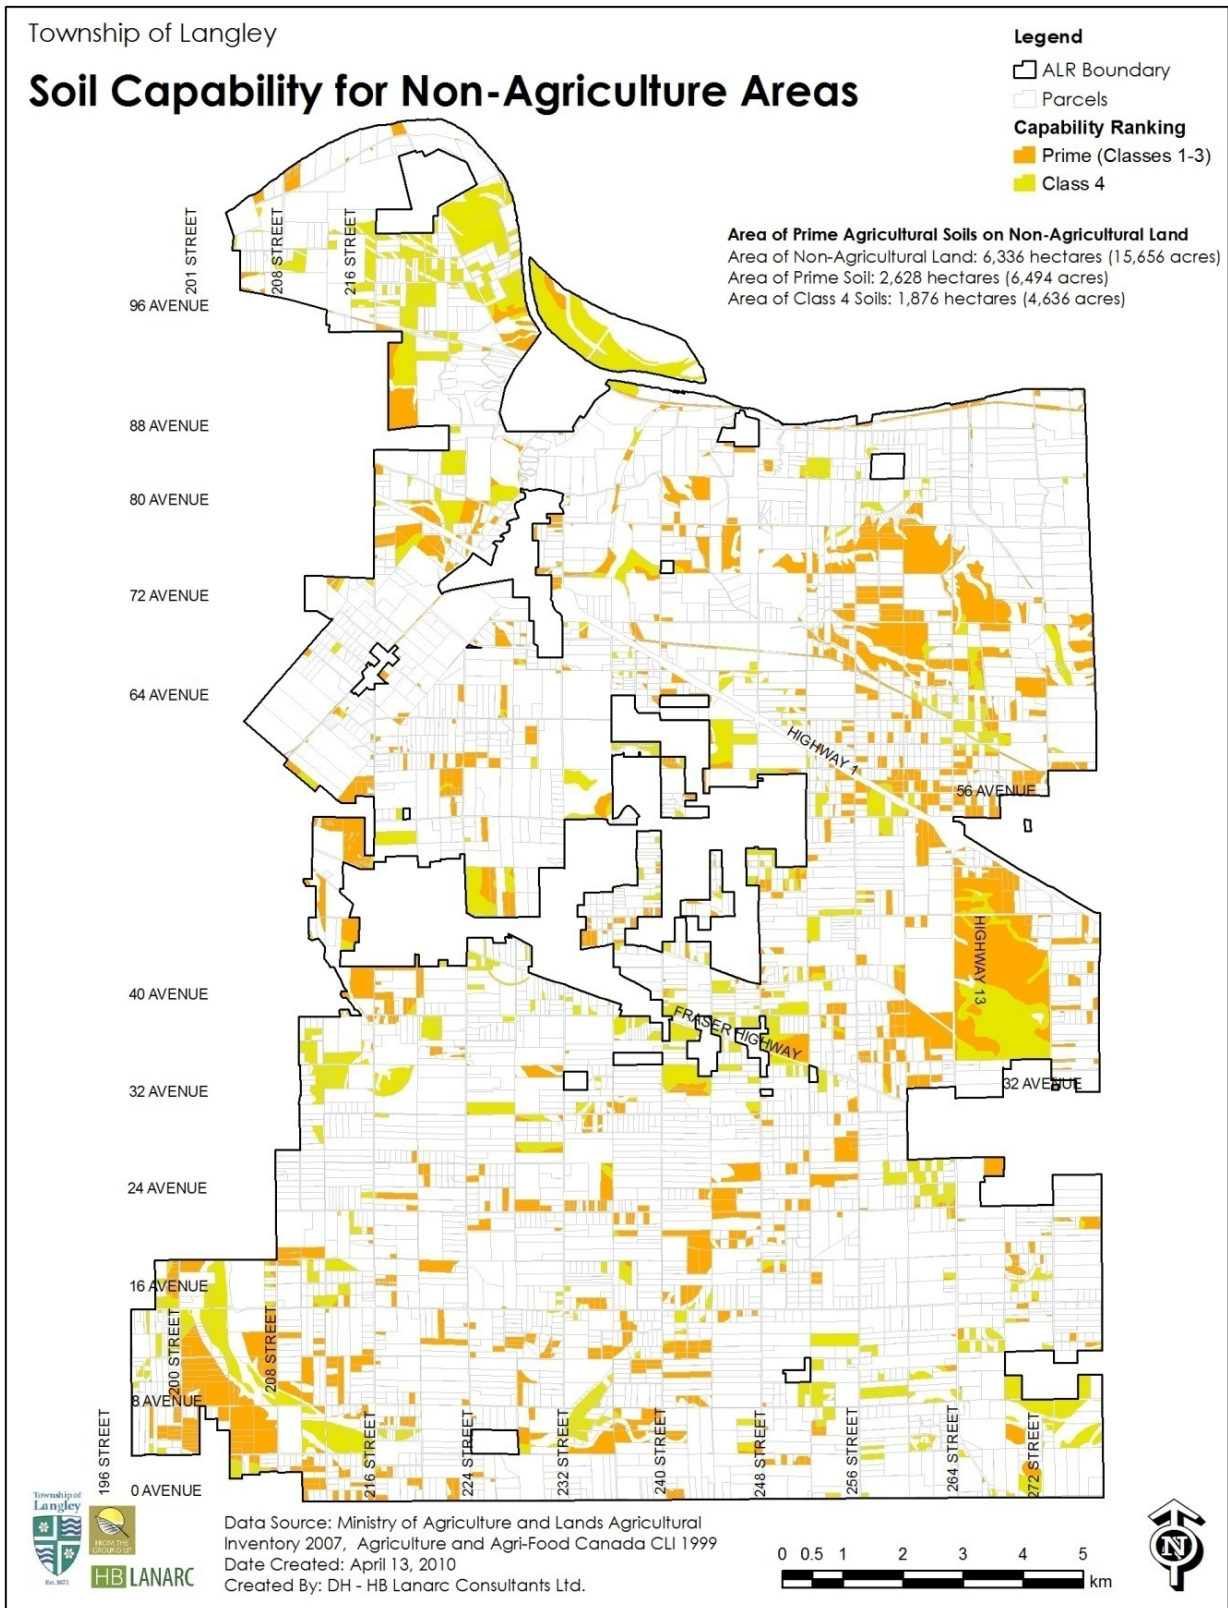 Township of Langley
Soil Capability for Non-Agriculture Areas
Legend
ALR Boundary
Parcels
Capability Ranking
Prime (Classes 1-3)
Class 4
Area of Prime Agricultural Soils on Non-Agricultural Land
Area of Non-Agricultural Land: 6,336 hectares (15,656 acres)
Area of Prime Soil: 2,628 hectares (6,494 acres)
Area of Class 4 Soils: 1,876 hectares (4,636 acres)
201 STREET
208 STREET
216 STREET
96 AVENUE
88 AVENUE
80 AVENUE
72 AVENUE
64 AVENUE
HIGHWAY 1
56 AVENUE
HIGHWAY 13
40 AVENUE
FRASER HIGHWAY
32 AVENUE
32 AVENUE
24 AVENUE
16 AVENUE
200 STREET
208 STREET
8 AVENUE
196 STREET
216 STREET
224 STREET
232 STREET
240 STREET
248 STREET
256 STREET
264 STREET
272 STREET
0 AVENUE
Township of
Langley
Est. 1873
FROM THE
GROUND UP
HB LANARC
Data Source: Ministry of Agriculture and Lands Agricultural
Inventory 2007, Agriculture and Agri-Food Canada CLI 1999
Date Created: April 13, 2010
Created By: DH - HB Lanarc Consultants Ltd.
0 0.5 1 2 3 4 5
km
N